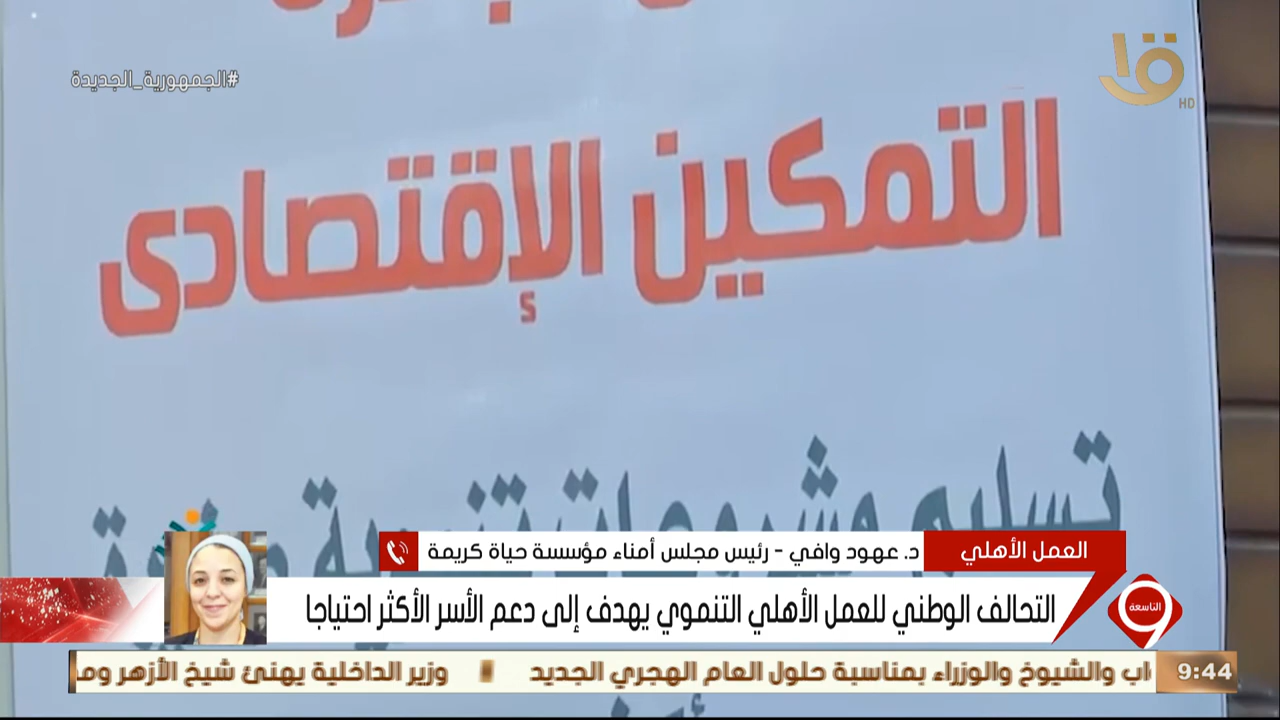 #الجمهورية_الجديدة
HD
التمكين الإقتصادى
العمل الأهلي
د. عهود وافي - رئيس مجلس أمناء مؤسسة حياة كريمة
التحالف الوطني للعمل الأهلي التنموي يهدف إلى دعم الأسر الأكثر احتياجا
التاسعة
9:44
اب والشيوخ والوزراء بمناسبة حلول العام الهجري الجديد
وزير الداخلية يهنئ شيخ الأزهر وم